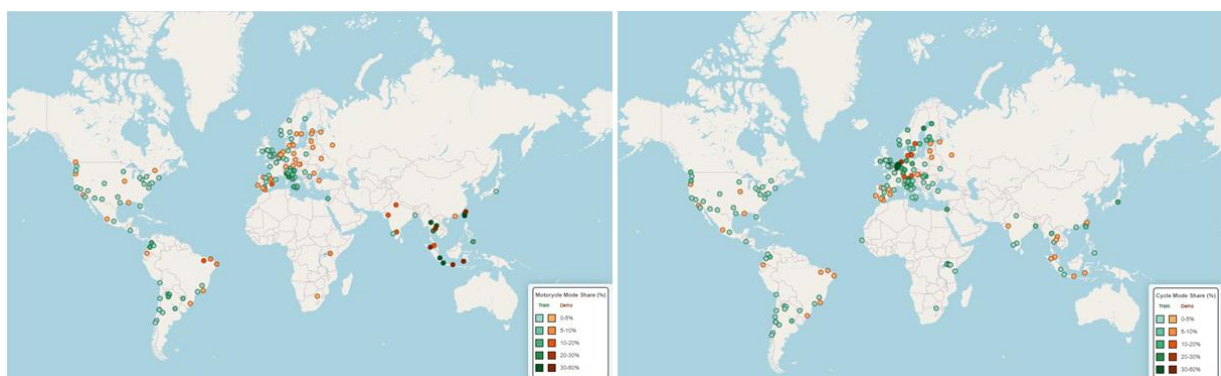 Motorcycle Mode Share (%)
Train Demo
0-5%
5-10%
10-20%
20-30%
30-60%
Cycle Mode Share (%)
Train Demo
0-5%
5-10%
10-20%
20-30%
30-60%